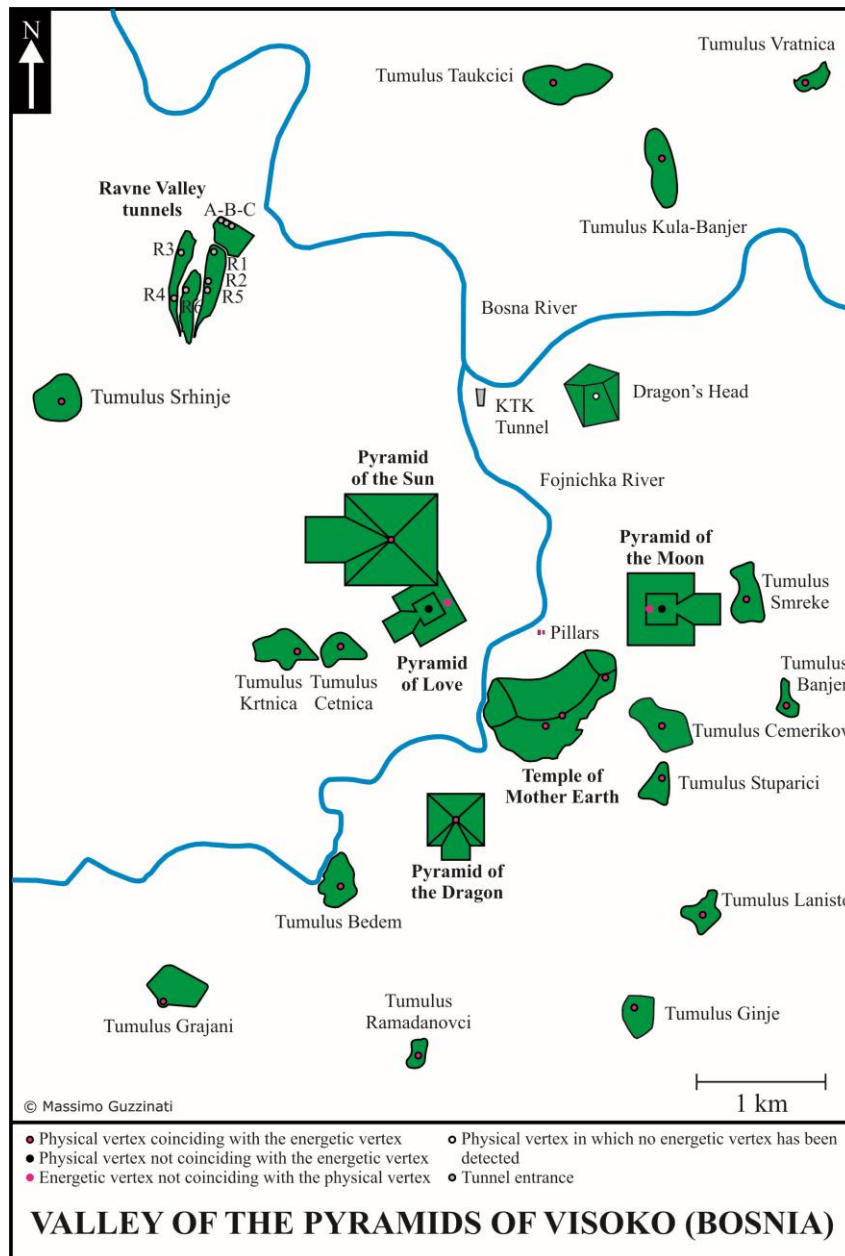 N
Tumulus Vratnica
Tumulus Taukcici
Tumulus Kula-Banjer
Ravne Valley
tunnels
A-B-C
R3
R1
R2
R4
R6
R5
Bosna River
Tumulus Srhinje
KTK
Tunnel
Dragon's Head
Pyramid
of the Sun
Fojnichka River
Pyramid of
the Moon
Tumulus
Smreke
Pillars
Tumulus
Krtnica
Tumulus
Cetnica
Pyramid
of Love
Tumulus
Banjer
Tumulus Cemerikov
Temple of
Mother Earth
Tumulus Stuparici
Pyramid of
the Dragon
Tumulus Laniste
Tumulus Bedem
Tumulus Grajani
Tumulus
Ramadanovci
Tumulus Ginje
1 km
© Massimo Guzzinati
Physical vertex coinciding with the energetic vertex
Physical vertex not coinciding with the energetic vertex
Energetic vertex not coinciding with the physical vertex
Physical vertex in which no energetic vertex has been
detected
Tunnel entrance
VALLEY OF THE PYRAMIDS OF VISOKO (BOSNIA)